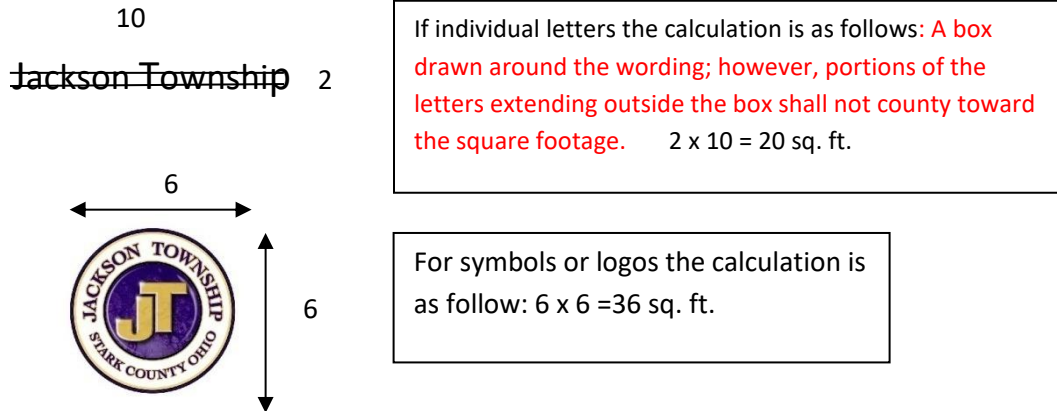 10
Jackson Township 2
If individual letters the calculation is as follows: A box
drawn around the wording; however, portions of the
letters extending outside the box shall not county toward
the square footage. 2 x 10 = 20 sq. ft.
6
JACKSON TOWNSHIP
JT
STARK COUNTY OHIO
6
For symbols or logos the calculation is
as follow: 6 x 6 =36 sq. ft.